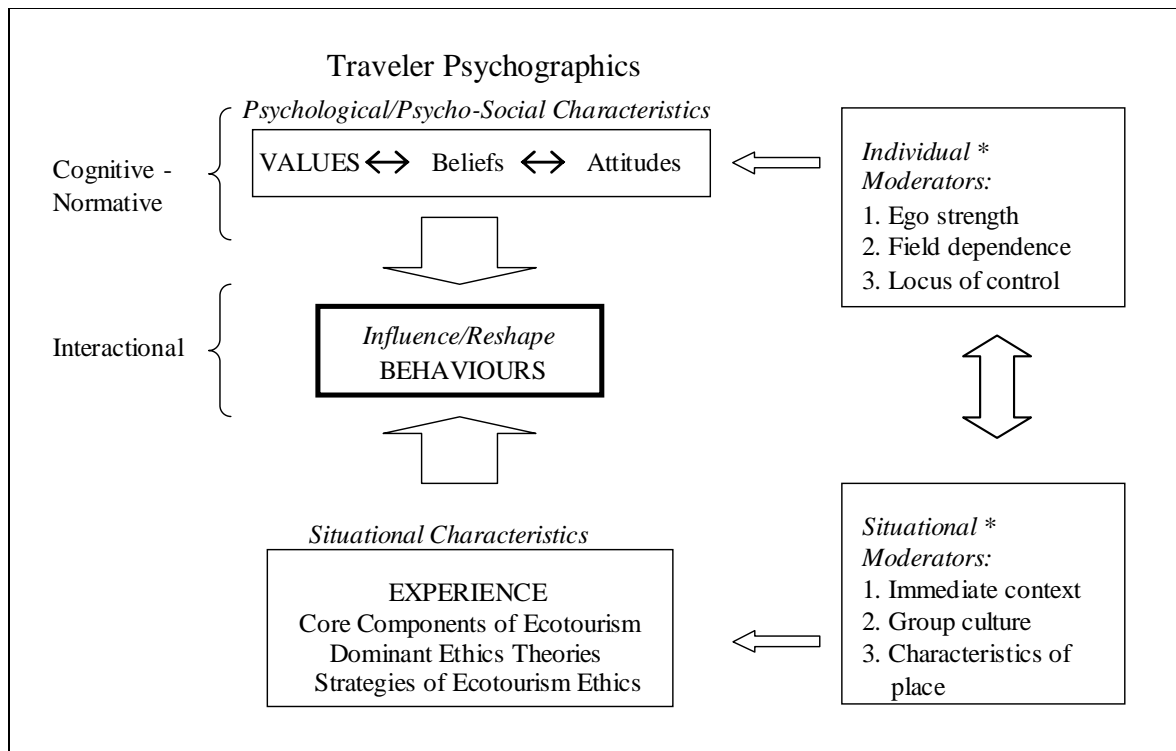 Traveler Psychographics
Psychological/Psycho-Social Characteristics
VALUES Beliefs Attitudes
Cognitive -
Normative
Individual *
Moderators:
1. Ego strength
2. Field dependence
3. Locus of control
Interactional
Influence/Reshape
BEHAVIOURS
Situational Characteristics
EXPERIENCE
Core Components of Ecotourism
Dominant Ethics Theories
Strategies of Ecotourism Ethics
Situational *
Moderators:
1. Immediate context
2. Group culture
3. Characteristics of
place